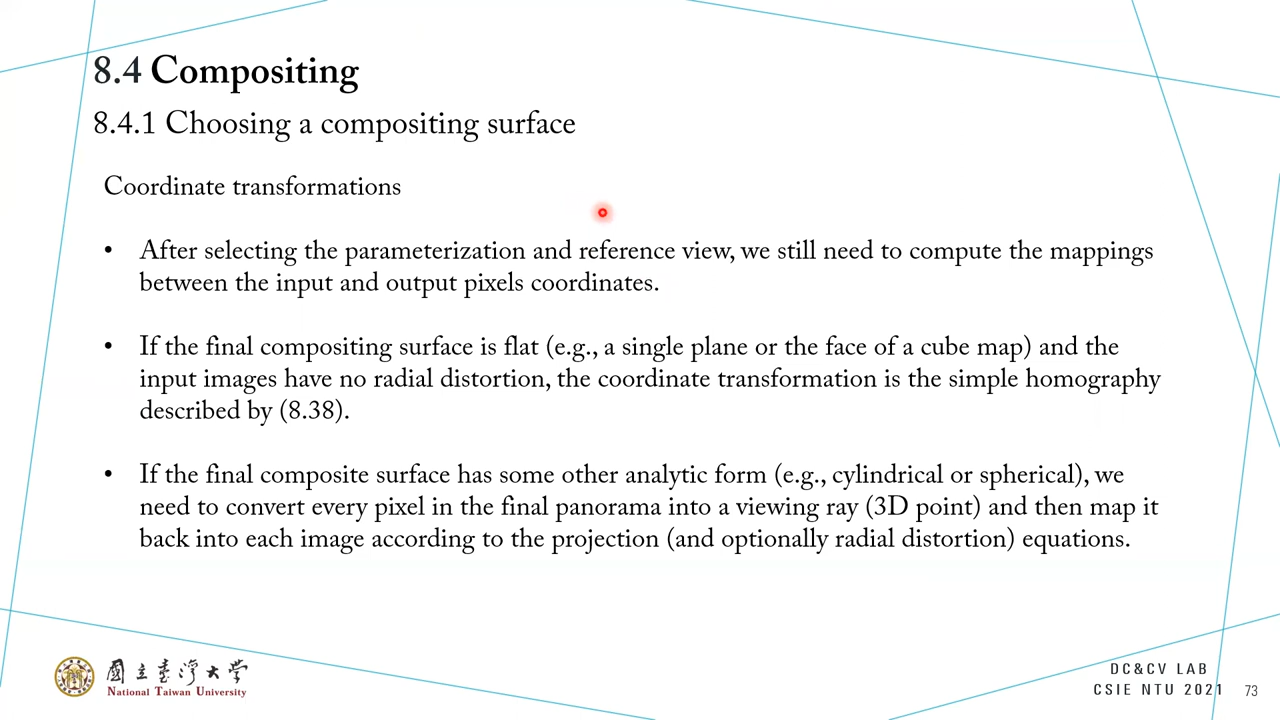 8.4 Compositing
8.4.1 Choosing a compositing surface
Coordinate transformations
• After selecting the parameterization and reference view, we still need to compute the mappings
between the input and output pixels coordinates.
• If the final compositing surface is flat (e.g., a single plane or the face of a cube map) and the
input images have no radial distortion, the coordinate transformation is the simple homography
described by (8.38).
• If the final composite surface has some other analytic form (e.g., cylindrical or spherical), we
need to convert every pixel in the final panorama into a viewing ray (3D point) and then map it
back into each image according to the projection (and optionally radial distortion) equations.
國立臺灣大學
National Taiwan University
DC&CV LAB
CSIE NTU 2021
73